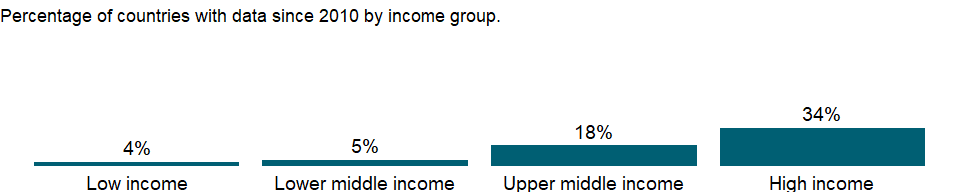 Percentage of countries with data since 2010 by income group.
34%
18%
4%
5%
Low income
Lower middle income
Upper middle income
High income